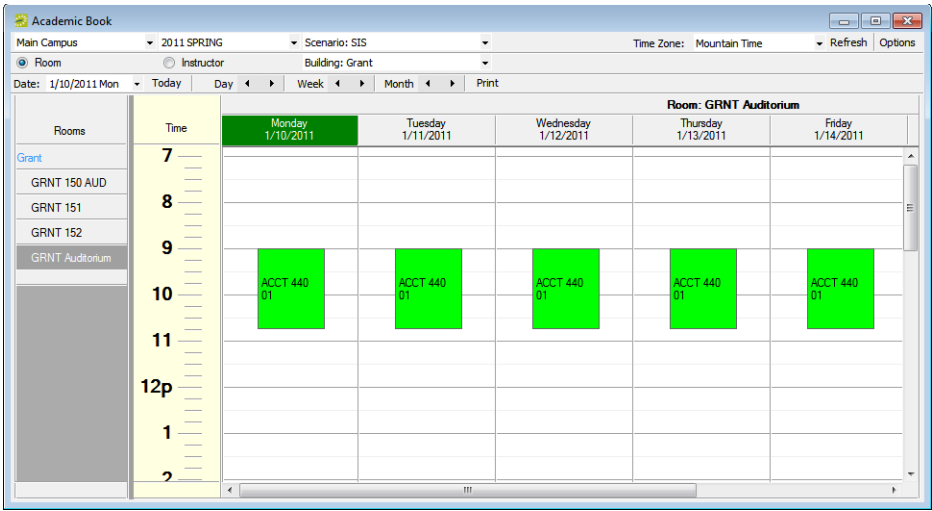 Academic Book
Main Campus 2011 SPRING Scenario: SIS Time Zone: Mountain Time Refresh Options
Room Instructor Building: Grant
Date: 1/10/2011 Mon Today Day Week Month Print
Room: GRNT Auditorium
Rooms Time Monday Tuesday Wednesday Thursday Friday
1/10/2011 1/11/2011 1/12/2011 1/13/2011 1/14/2011
Grant
GRNT 150 AUD
GRNT 151
GRNT 152
GRNT Auditorium
7
8
9
10
11
12p
1
2
ACCT 440 ACCT 440 ACCT 440 ACCT 440 ACCT 440
01 01 01 01 01